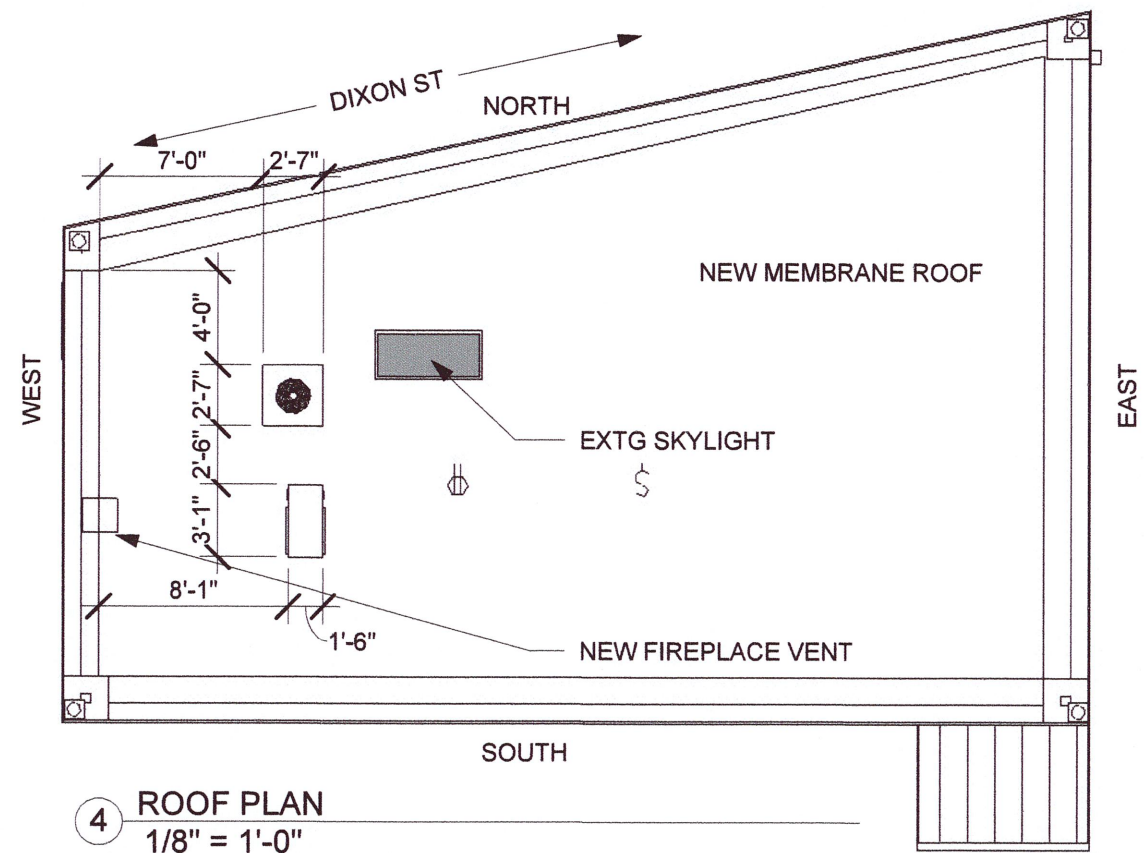 DIXON ST
NORTH
7'-0"
2'-7"
NEW MEMBRANE ROOF
4'-0"
2'-7"
2'-6"
3'-1"
WEST
EAST
EXTG SKYLIGHT
S
8'-1"
1'-6"
NEW FIREPLACE VENT
SOUTH
4
ROOF PLAN
1/8" = 1'-0"